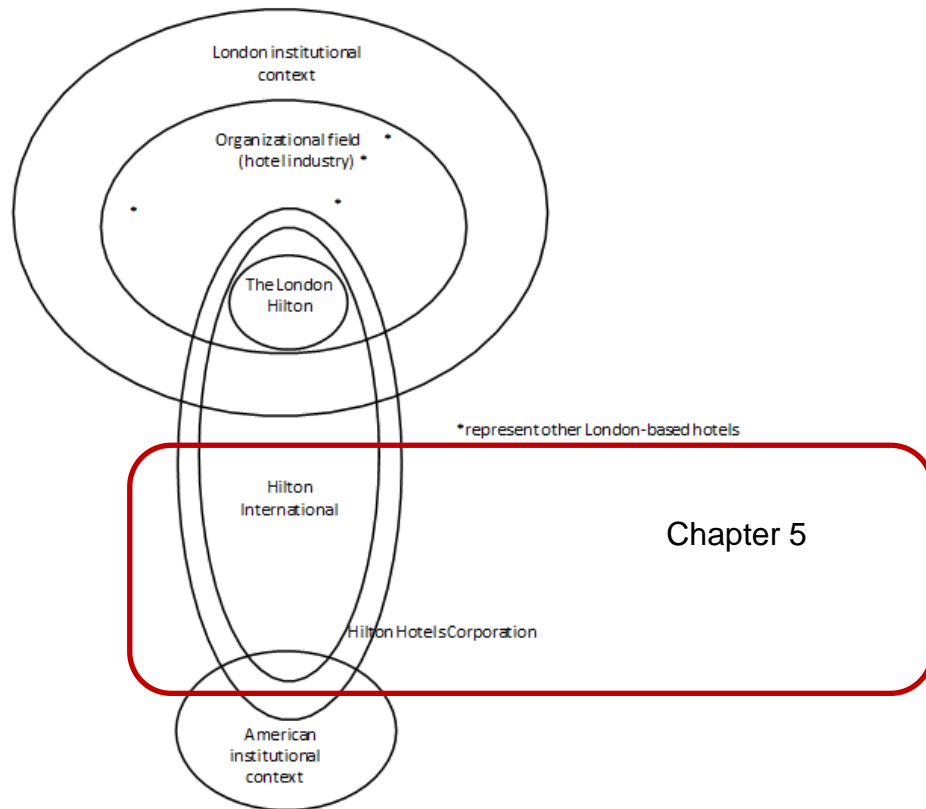 London institutional
context
Organizational field *
(hotel industry) *
*
*
The London
Hilton
*represent other London-based hotels
Hilton
International
Chapter 5
Hilton Hotels Corporation
American
institutional
context